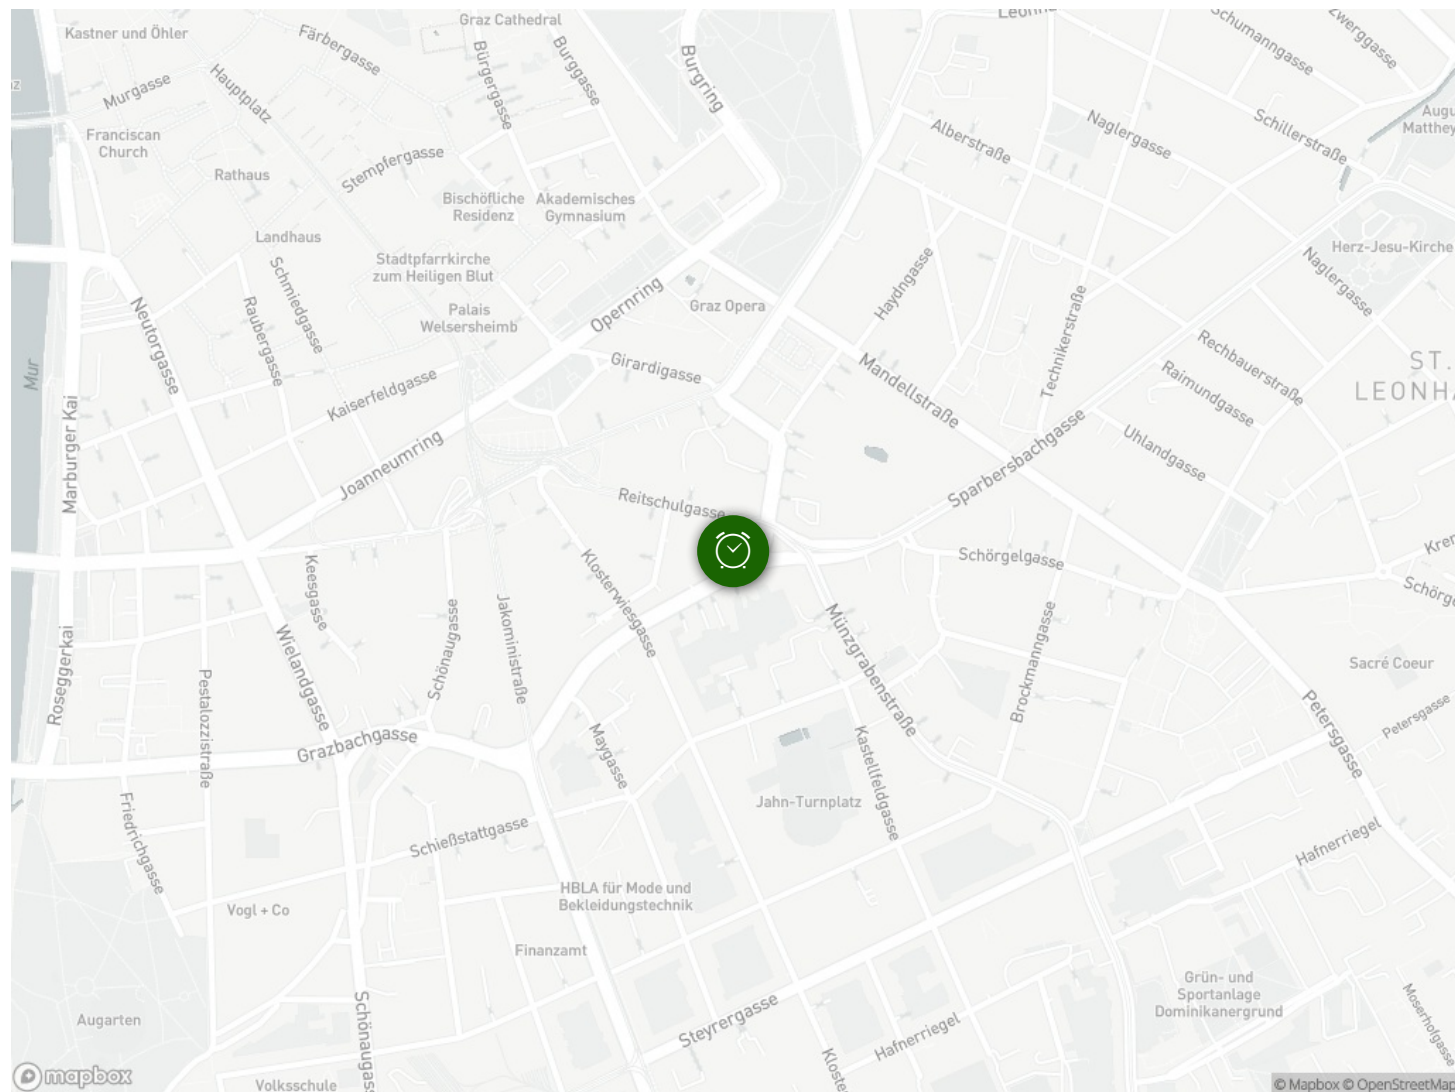 Kastner und Öhler
Färbergasse
Graz Cathedral
Bürgergasse
Burggasse
Burgring
Schumanngasse
Zwerggasse
Murgasse
Hauptplatz
Franciscan
Church
Rathaus
Stempfergasse
Bischöfliche
Residenz
Akademisches
Gymnasium
Alberstraße
Naglergasse
Schillerstraße
Landhaus
Schmiedgasse
Stadtpfarrkirche
zum Heiligen Blut
Palais
Welsersheimb
Opernring
Graz Opera
Haydngasse
Technikerstraße
Herz-Jesu-Kirche
Naglergasse
Neutorgasse
Raubergasse
Kaiserfeldgasse
Girardigasse
Mandellstraße
Rechbauerstraße
Raimundgasse
Uhlandgasse
ST.
Mur
Marburger Kai
Joanneumring
Reitschulgasse
Sparbersbachgasse
Schörgelgasse
Klosterwiesgasse
Keesgasse
Schönaugasse
Jakoministraße
Münzgrabenstraße
Brockmanngasse
Sacré Coeur
Roseggerkai
Wielandgasse
Pestalozzistraße
Grazbachgasse
Maygasse
Kastellfeldgasse
Petersgasse
Petersgasse
Jahn-Turnplatz
Friedrichgasse
Schießstattgasse
Hafnerriegel
HBLA für Mode und
Bekleidungstechnik
Vogl + Co
Finanzamt
Grün- und
Sportanlage
Dominikanergrund
Moserhofgasse
Augarten
Schönaugass
Steyrergasse
Hafnerriegel
Volksschule
mapbox
© Mapbox © OpenStreetMap